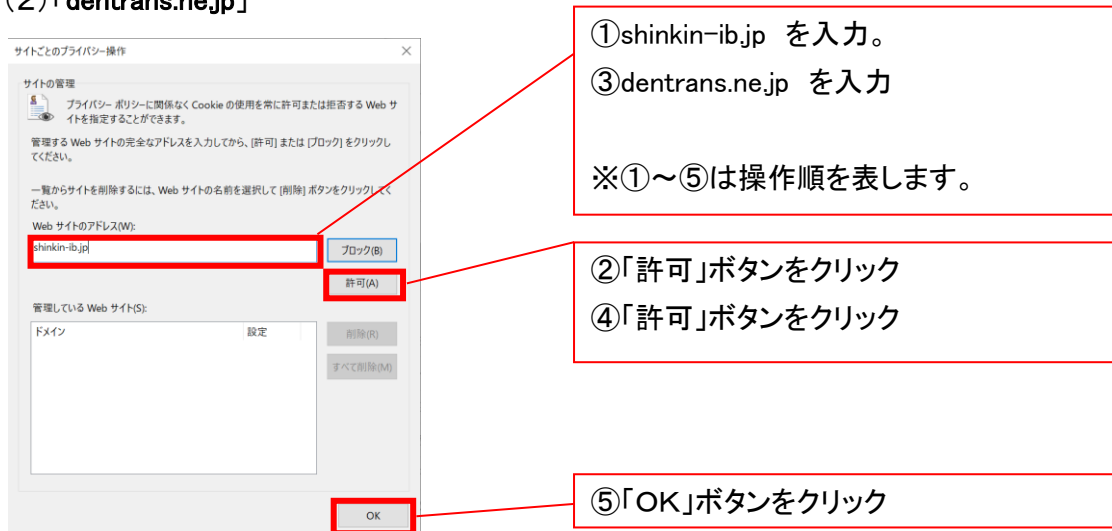 （２）「dentrans.ne.jp」
サイトごとのプライバシー操作
サイトの管理
プライバシー ポリシーに関係なく Cookie の使用を常に許可または拒否する Web サ
イトを指定することができます。
管理する Web サイトの完全なアドレスを入力してから、[許可] または [ブロック] をクリックし
てください。
一覧からサイトを削除するには、Web サイトの名前を選択して [削除] ボタンをクリックしてく
ださい。
Web サイトのアドレス(W):
shinkin-ib.jp
ブロック(B)
許可(A)
管理している Web サイト(S):
ドメイン 設定
削除(R)
すべて削除(M)
OK
①shinkin-ib.jp を入力。
③dentrans.ne.jp を入力
※①～⑤は操作順を表します。
②「許可」ボタンをクリック
④「許可」ボタンをクリック
⑤「ＯＫ」ボタンをクリック